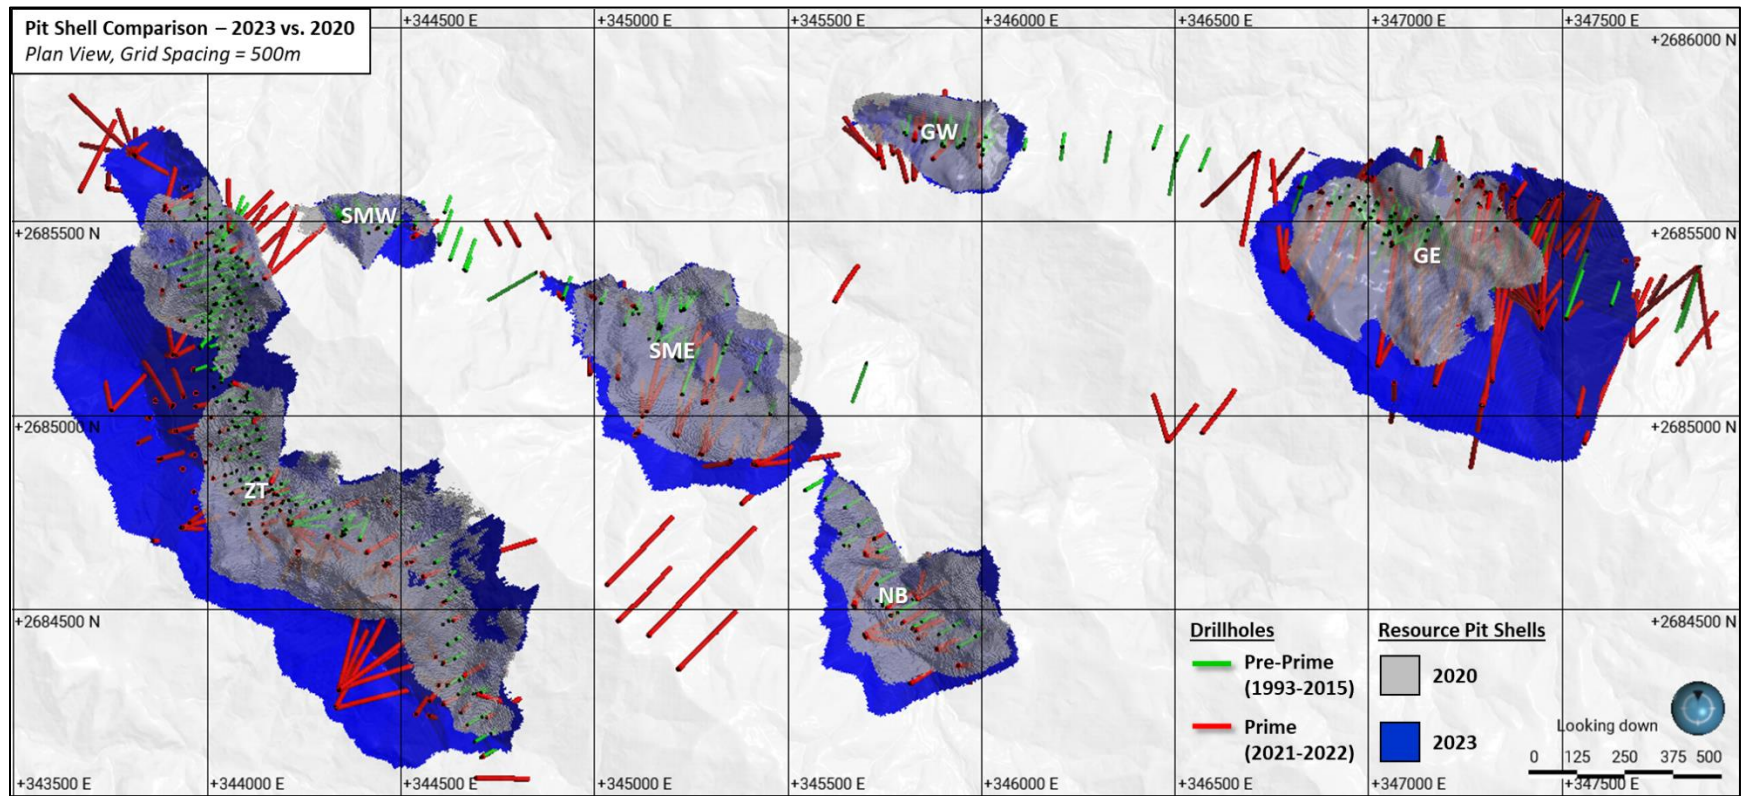 Pit Shell Comparison – 2023 vs. 2020
Plan View, Grid Spacing = 500m
+344500 E
+345000 E
+345500 E
+346000 E
+346500 E
+347000 E
+347500 E
+2686000 N
+2686000 N
GW
SMW
+2685500 N
+2685500 N
GE
SME
+2685000 N
+2685000 N
ZT
NB
+2684500 N
+2684500 N
Drillholes
Pre-Prime
(1993-2015)
Prime
(2021-2022)
Resource Pit Shells
2020
2023
Looking down
0 125 250 375 500
+343500 E
+344000 E
+344500 E
+345000 E
+345500 E
+346000 E
+346500 E
+347000 E
+347500 E